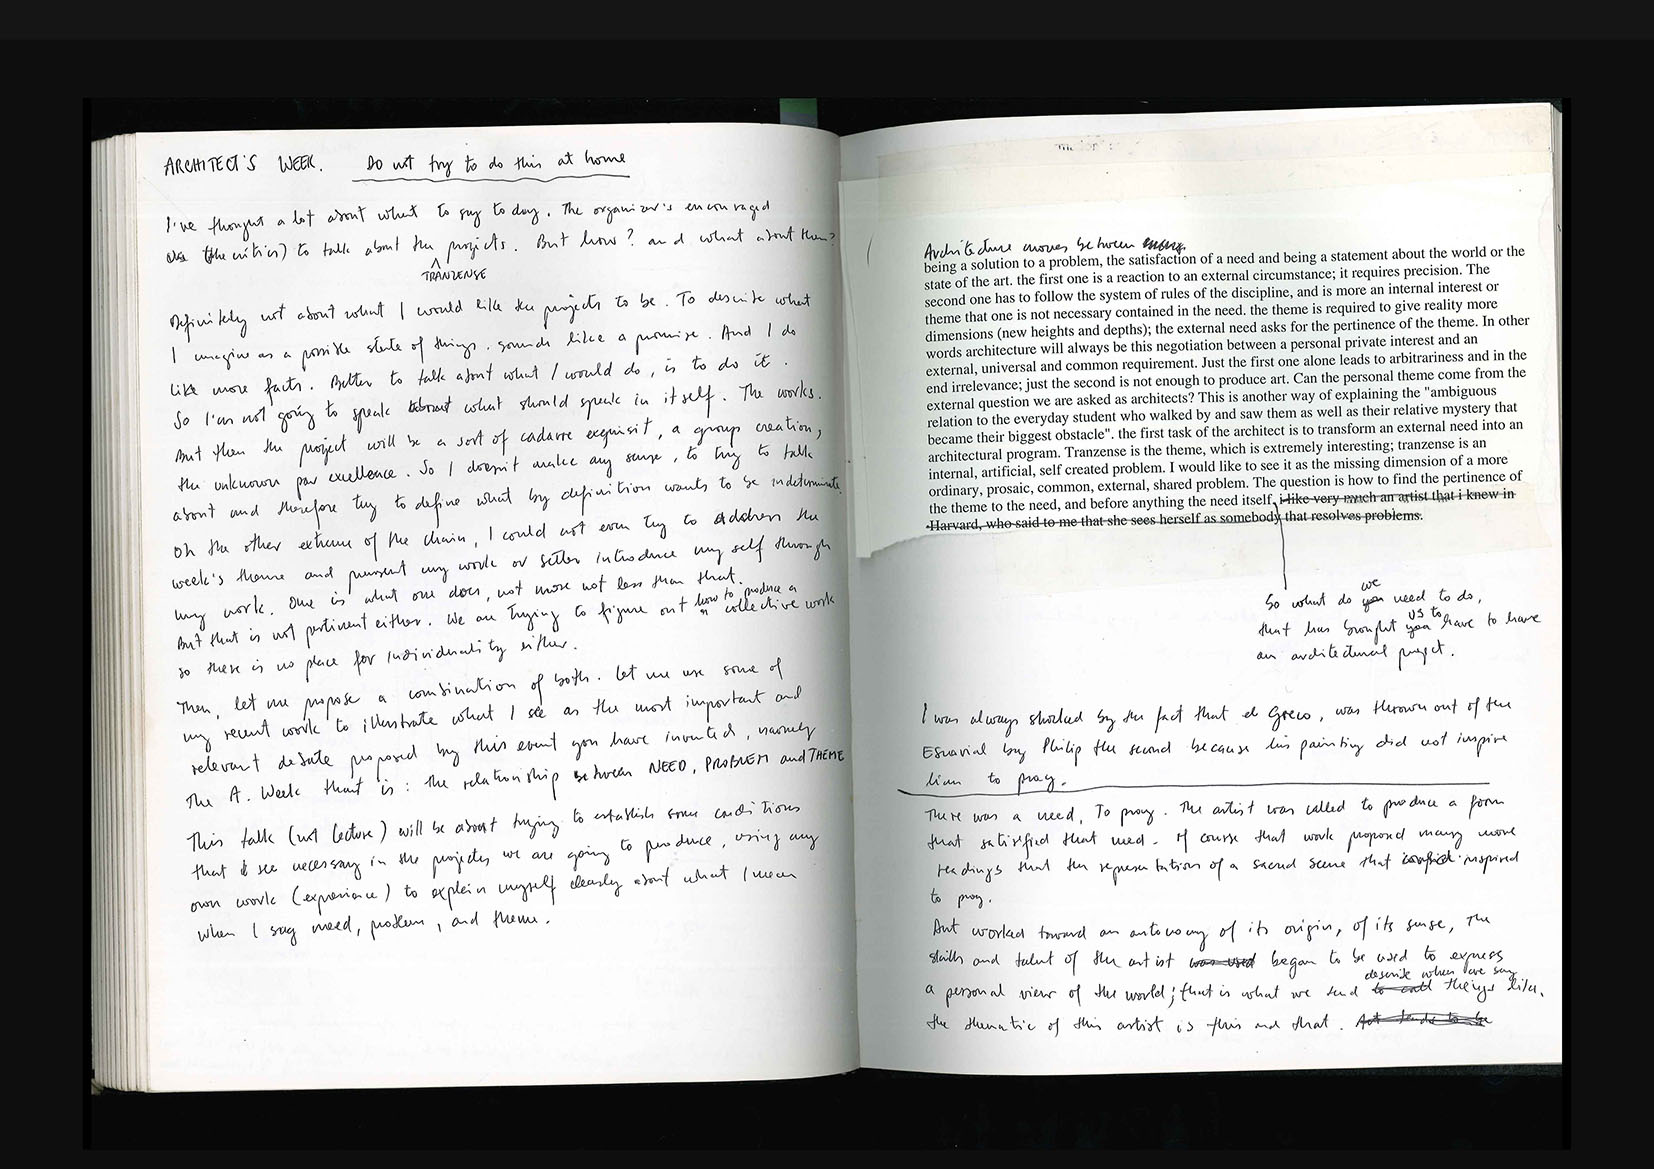 ARCHITECT'S WEEK. Do not try to do this at home
I've thought a lot about what to say to day. The organizer's encouraged
us (the critics) to talk about the projects. But how? and what about them?
TRANZENSE
Definitely not about what I would like the projects to be. To describe what
I imagine as a possible state of things. sounds like a promise. And I do
like more facts. Better to talk about what I would do, is to do it.
So I'm not going to speak about what should speak in itself. The works.
But then the project will be a sort of cadavre exquisit, a group creation,
the unknown par excellence. So I doesn't make any sense, to try to talk
about and therefore try to define what by definition wants to be indeterminate.
On the other extreme of the chain, I could not even try to address the
week's theme and present my work or better introduce my self through
my work. One is what one does, not more not less than that.
But that is not pertinent either. We are trying to figure out how to produce a collective work
so there is no place for individuality either.
Then, let me propose a combination of both. Let me use some of
my recent work to illustrate what I see as the most important and
relevant debate proposed by this event you have invented, namely
The A. Week that is: the relationship between NEED, PROBLEM and THEME
This talk (not lecture) will be about trying to establish some conditions
that I see necessary in the projects we are going to produce, using my
own work (experience) to explain myself clearly about what I mean
when I say need, problem, and theme.
Architecture moves between
being a solution to a problem, the satisfaction of a need and being a statement about the world or the
state of the art. the first one is a reaction to an external circumstance; it requires precision. The
second one has to follow the system of rules of the discipline, and is more an internal interest or
theme that one is not necessary contained in the need. the theme is required to give reality more
dimensions (new heights and depths); the external need asks for the pertinence of the theme. In other
words architecture will always be this negotiation between a personal private interest and an
external, universal and common requirement. Just the first one alone leads to arbitrariness and in the
end irrelevance; just the second is not enough to produce art. Can the personal theme come from the
external question we are asked as architects? This is another way of explaining the "ambiguous
relation to the everyday student who walked by and saw them as well as their relative mystery that
became their biggest obstacle". the first task of the architect is to transform an external need into an
architectural program. Tranzense is the theme, which is extremely interesting; tranzense is an
internal, artificial, self created problem. I would like to see it as the missing dimension of a more
ordinary, prosaic, common, external, shared problem. The question is how to find the pertinence of
the theme to the need, and before anything the need itself, i like very much an artist that i knew in
Harvard, who said to me that she sees herself as somebody that resolves problems.
So what do you we need to do,
that has brought you us to have to have
an architectural project.
I was always shocked by the fact that el Greco, was thrown out of the
Escurial by Philip the second because his painting did not inspire
him to pray.
There was a need, To pray. The artist was called to produce a form
that satisfied that need. Of course that work proposed many more
readings that the representation of a sacred scene that inspired
to pray.
Art worked toward an autonomy of its origin, of its sense, the
skills and talent of the artist was used began to be used to express
a personal view of the world; that is what we tend to call describe when we say things like,
the thematic of this artist is this and that. Art tends to be